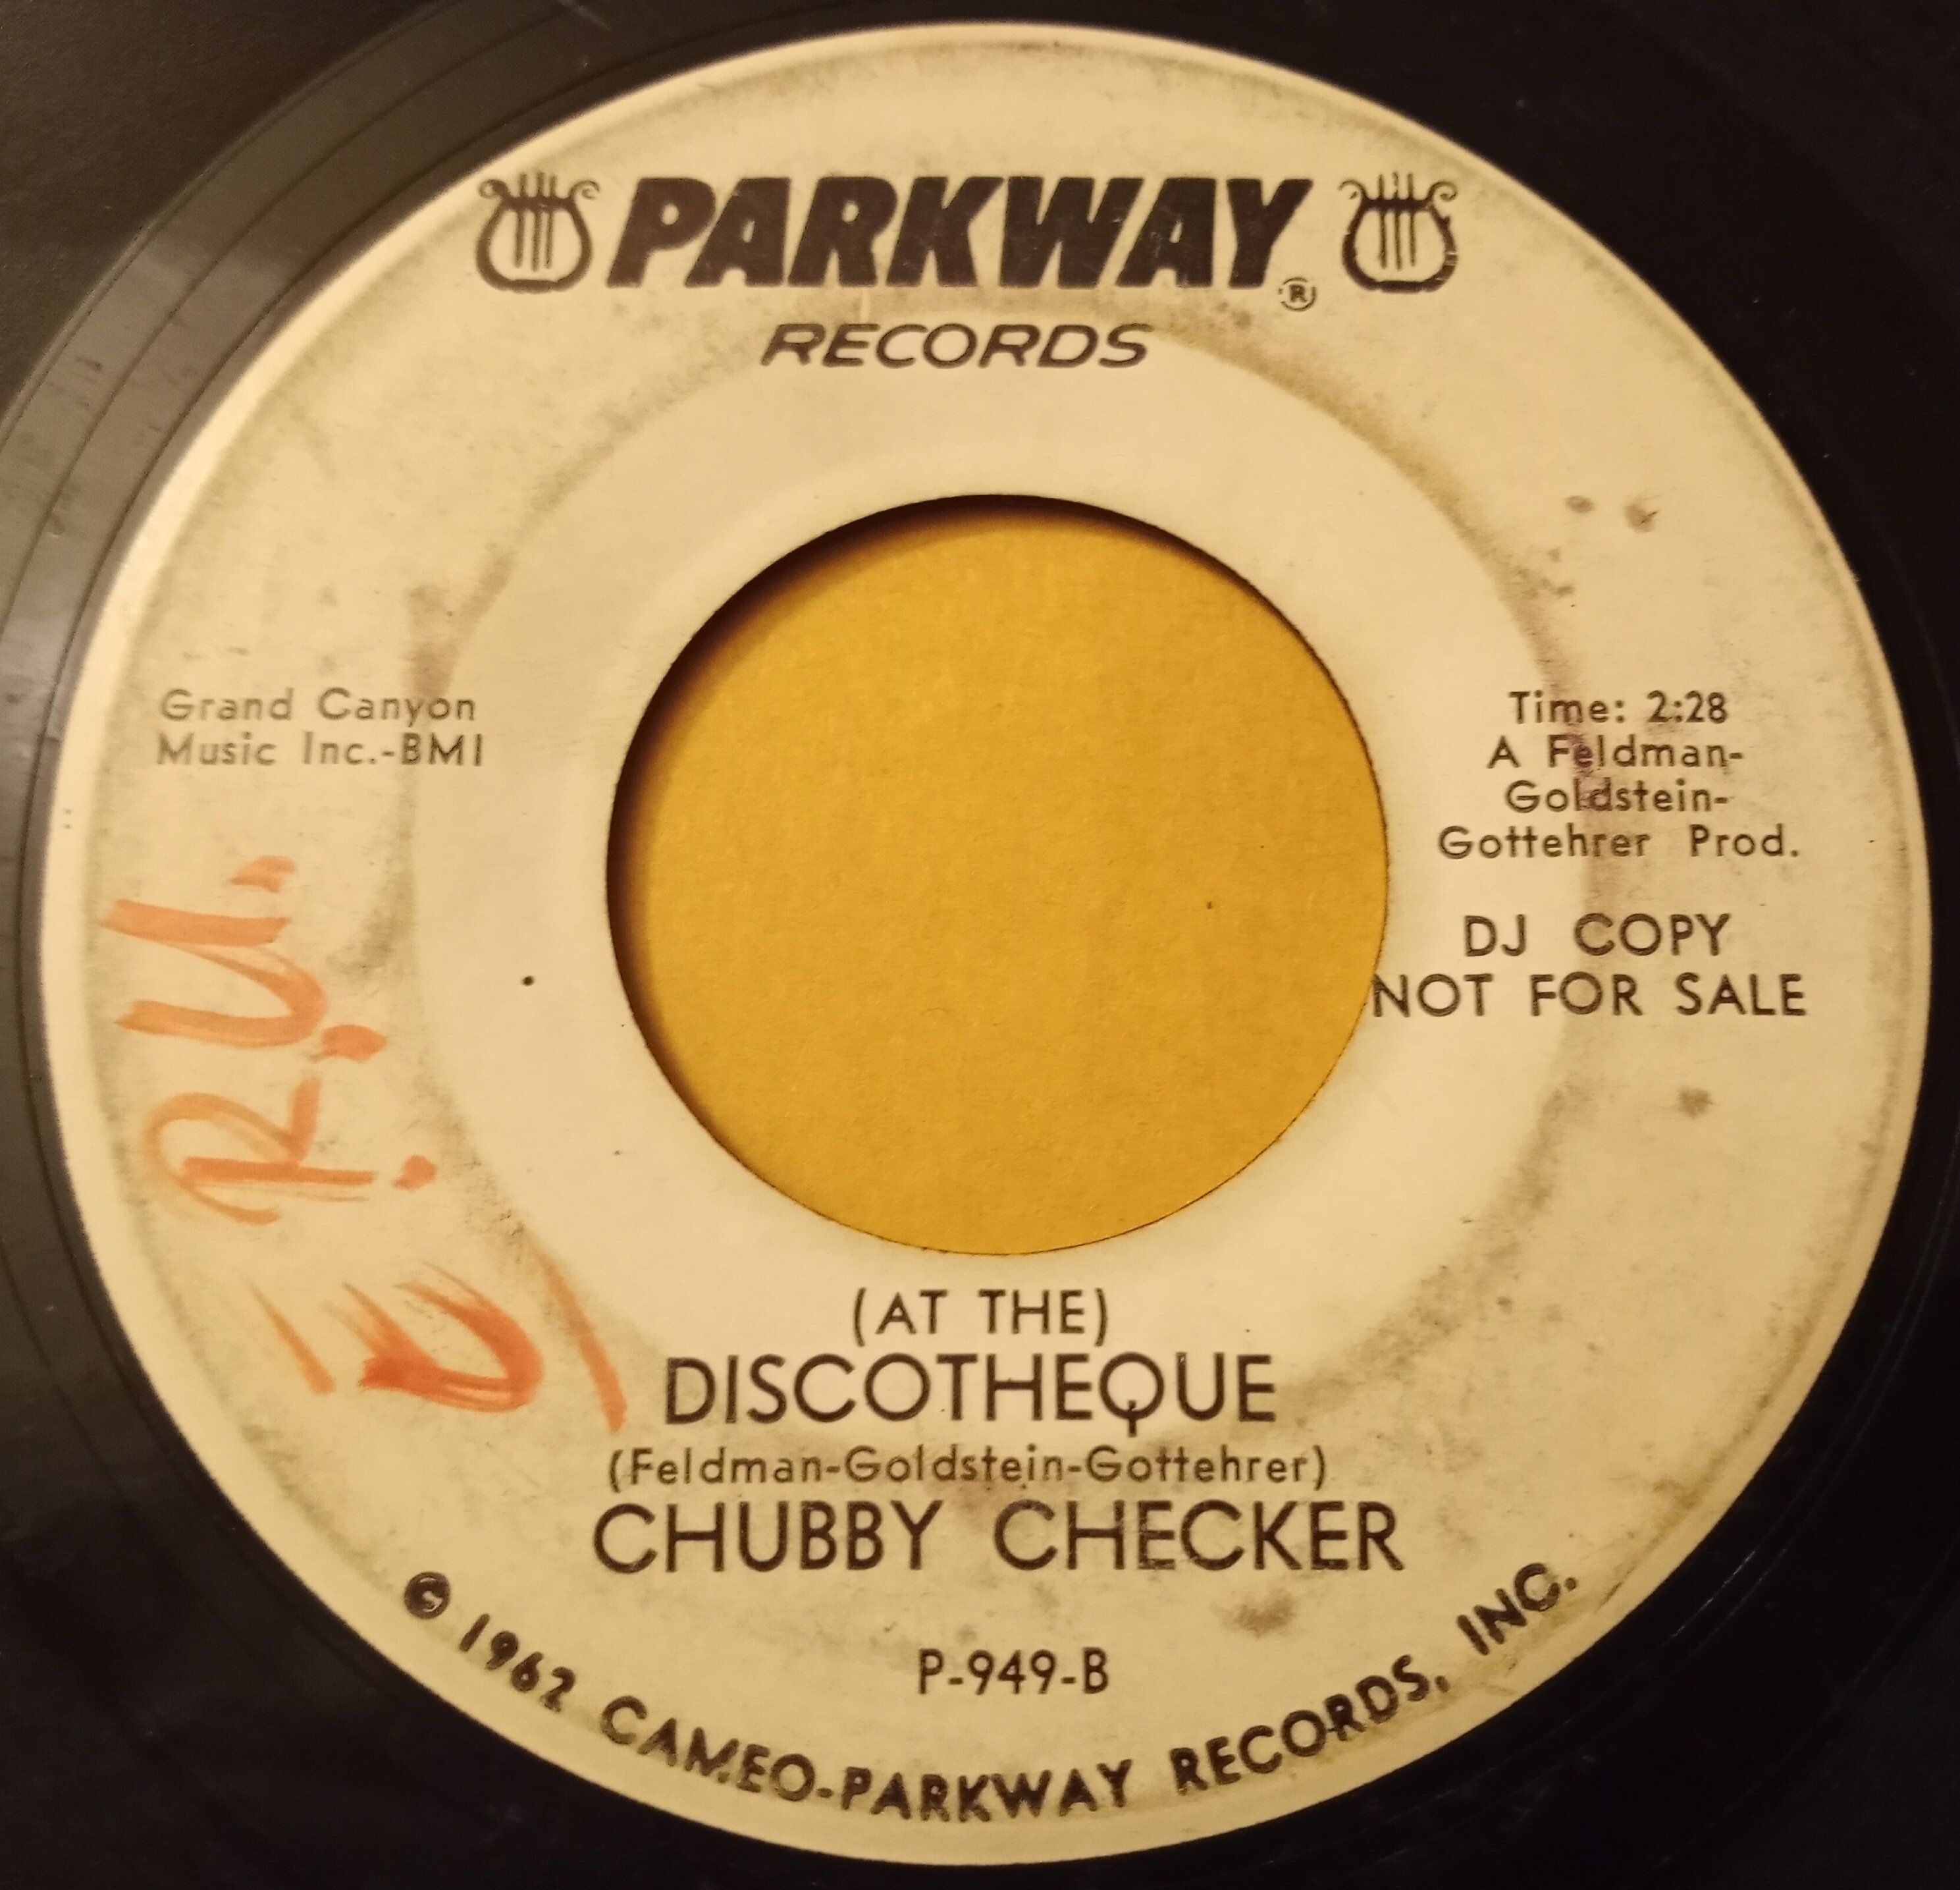 PARKWAY®
RECORDS
Grand Canyon
Music Inc.-BMI
Time: 2:28
A Feldman-
Goldstein-
Gottehrer Prod.
DJ COPY
NOT FOR SALE
R.U.
(AT THE)
DISCOTHEQUE
(Feldman-Goldstein-Gottehrer)
CHUBBY CHECKER
P-949-B
© 1962 CAMEO-PARKWAY RECORDS, INC.